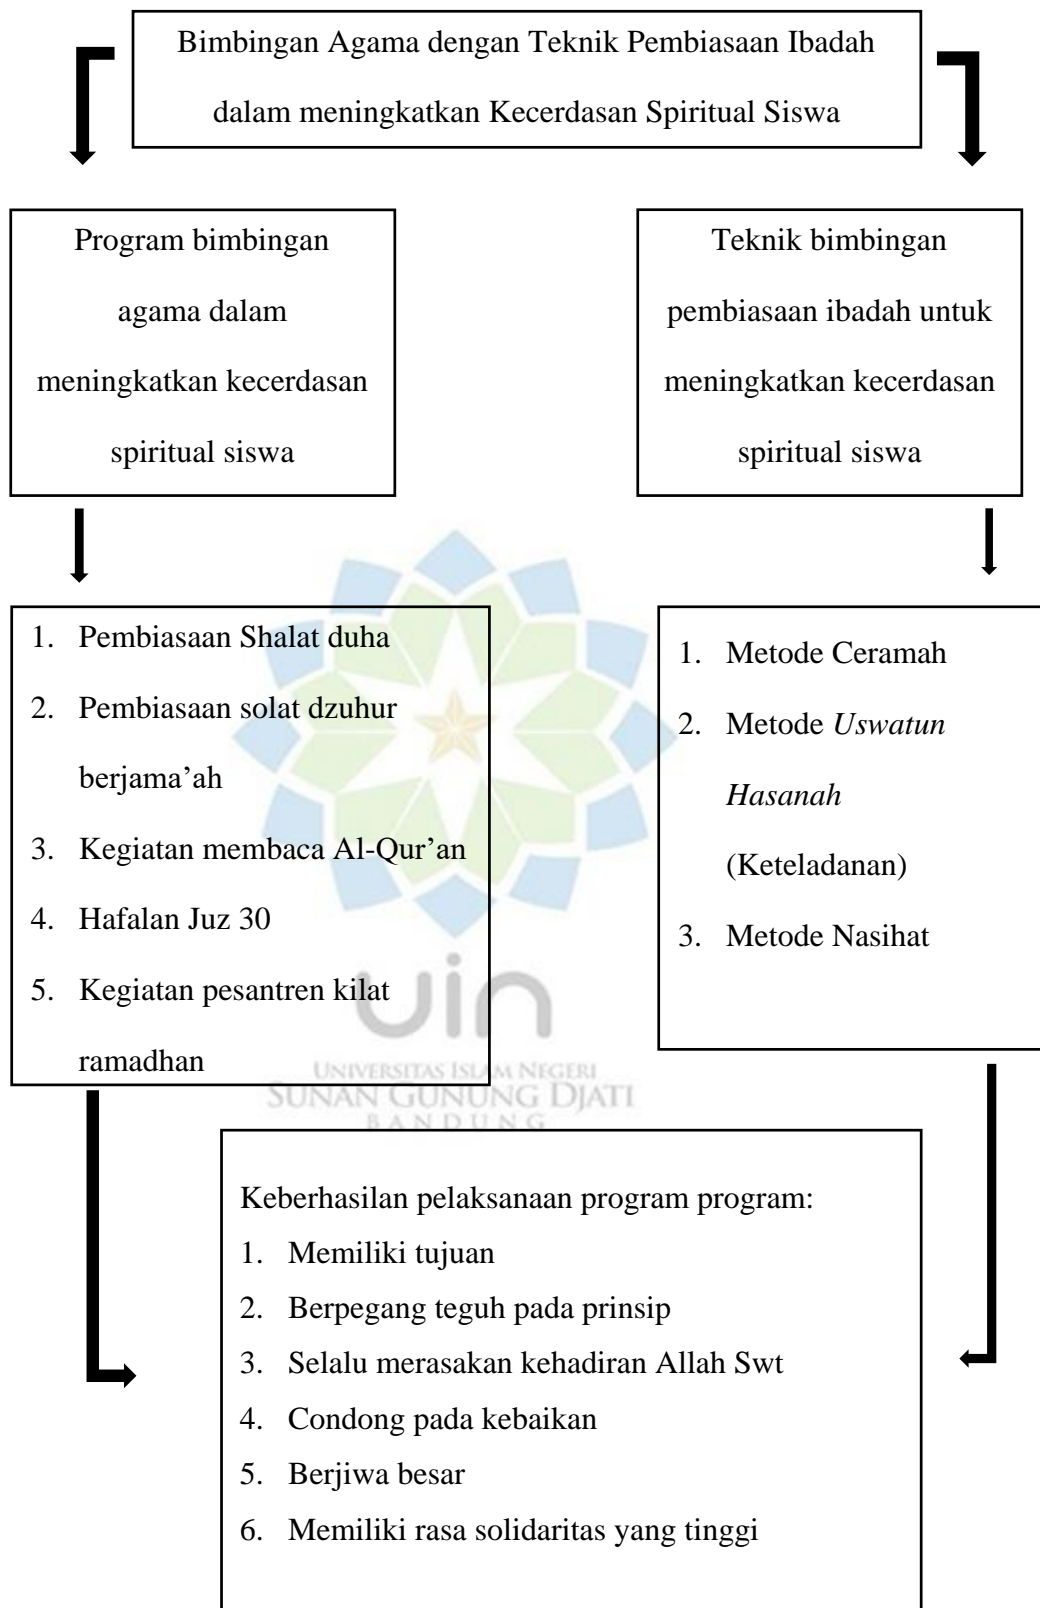 Bimbingan Agama dengan Teknik Pembiasaan Ibadah
dalam meningkatkan Kecerdasan Spiritual Siswa
Program bimbingan
agama dalam
meningkatkan kecerdasan
spiritual siswa
Teknik bimbingan
pembiasaan ibadah untuk
meningkatkan kecerdasan
spiritual siswa
1. Pembiasaan Shalat duha
2. Pembiasaan solat dzuhur
berjama’ah
3. Kegiatan membaca Al-Qur’an
4. Hafalan Juz 30
5. Kegiatan pesantren kilat
ramadhan
1. Metode Ceramah
2. Metode Uswatun
Hasanah
(Keteladanan)
3. Metode Nasihat
uin
UNIVERSITAS ISLAM NEGERI
SUNAN GUNUNG DJATI
BANDUNG
Keberhasilan pelaksanaan program program:
1. Memiliki tujuan
2. Berpegang teguh pada prinsip
3. Selalu merasakan kehadiran Allah Swt
4. Condong pada kebaikan
5. Berjiwa besar
6. Memiliki rasa solidaritas yang tinggi